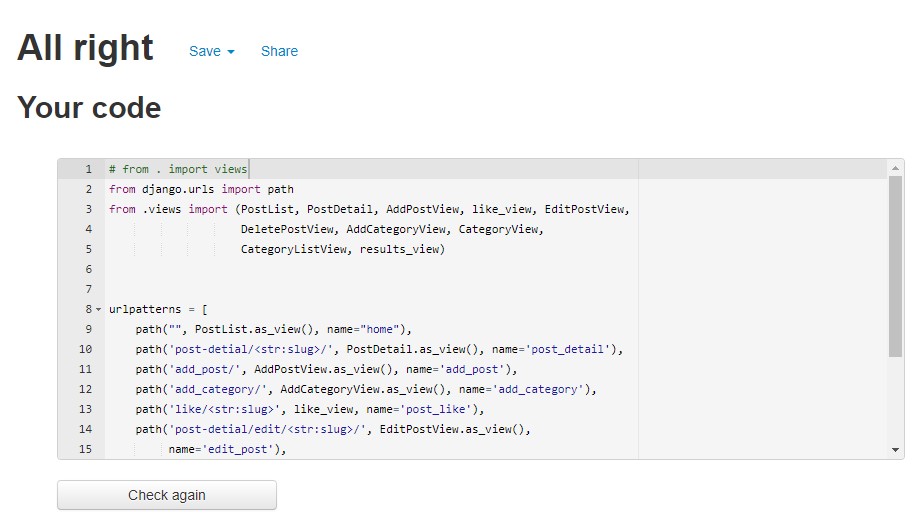 All right Save Share
Your code
1 # from . import views
2 from django.urls import path
3 from .views import (PostList, PostDetail, AddPostView, like_view, EditPostView,
4 DeletePostView, AddCategoryView, CategoryView,
5 CategoryListView, results_view)
6
7
8 urlpatterns = [
9 path("", PostList.as_view(), name="home"),
10 path('post-detial/<str:slug>/', PostDetail.as_view(), name='post_detail'),
11 path('add_post/', AddPostView.as_view(), name='add_post'),
12 path('add_category/', AddCategoryView.as_view(), name='add_category'),
13 path('like/<str:slug>', like_view, name='post_like'),
14 path('post-detial/edit/<str:slug>/', EditPostView.as_view(),
15 name='edit_post'),
Check again